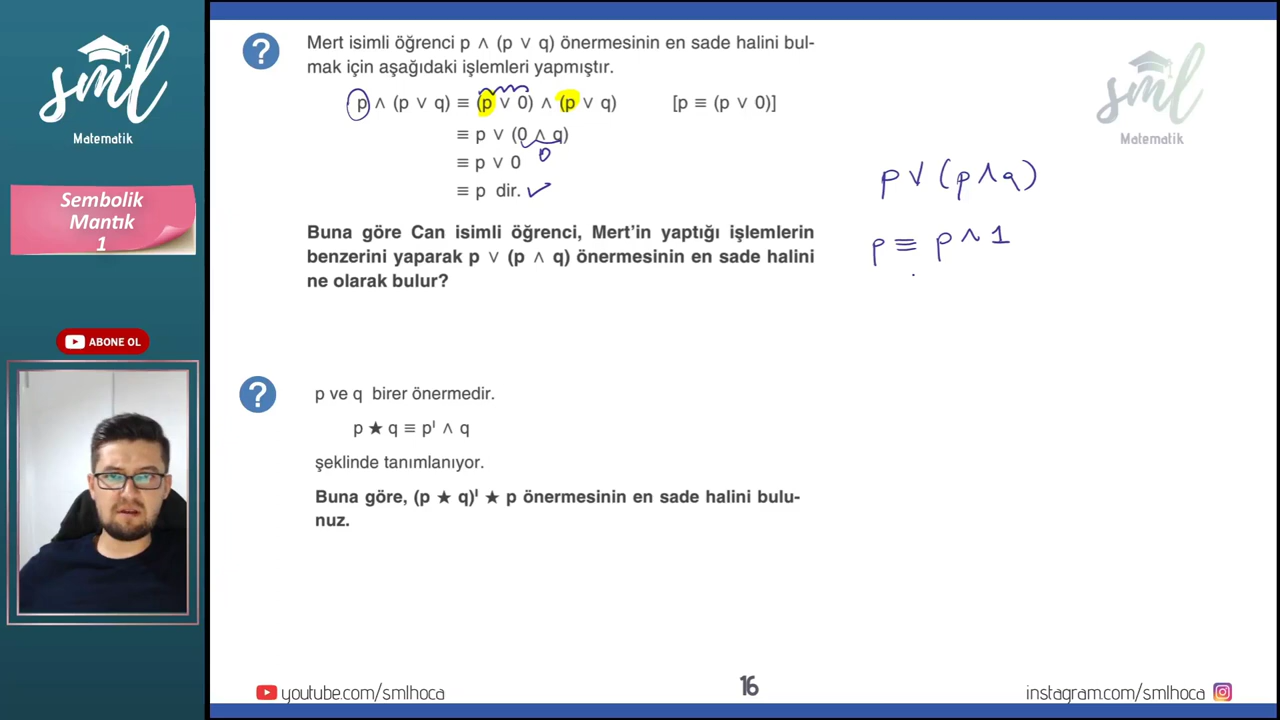 sml
Matematik
Sembolik
Mantık
1
ABONE OL
?
Mert isimli öğrenci p ∧ (p ∨ q) önermesinin en sade halini bul-
mak için aşağıdaki işlemleri yapmıştır.
p ∧ (p ∨ q) ≡ (p ∨ 0) ∧ (p ∨ q) [p ≡ (p ∨ 0)]
≡ p ∨ (0 ∧ q)
0
≡ p ∨ 0
≡ p dir. ✓
Buna göre Can isimli öğrenci, Mert'in yaptığı işlemlerin
benzerini yaparak p ∨ (p ∧ q) önermesinin en sade halini
ne olarak bulur?
sml
Matematik
p ∨ (p ∧ q)
p ≡ p ∧ 1
?
p ve q birer önermedir.
p ★ q ≡ pᴵ ∧ q
şeklinde tanımlanıyor.
Buna göre, (p ★ q)ᴵ ★ p önermesinin en sade halini bulu-
nuz.
youtube.com/smlhoca
16
instagram.com/smlhoca